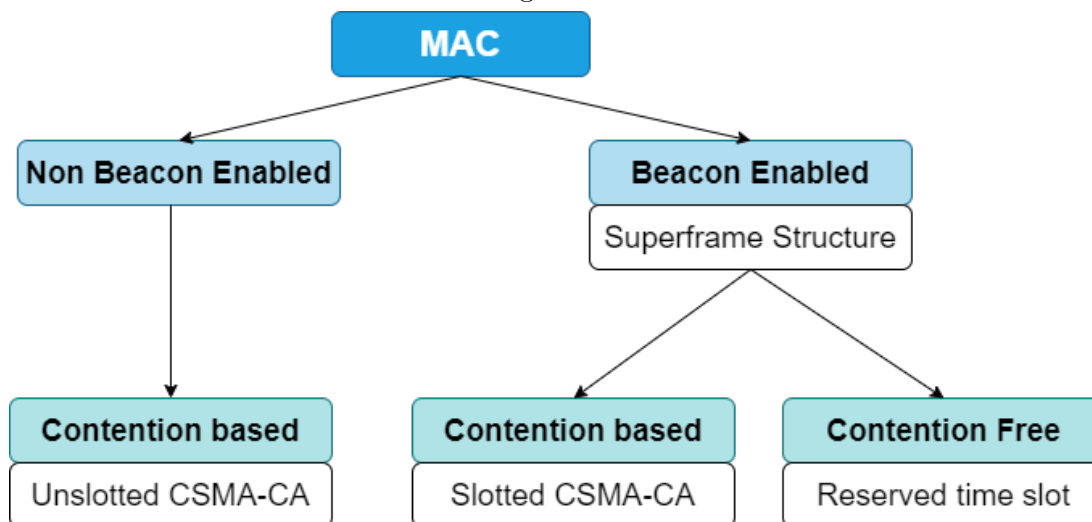 MAC
Non Beacon Enabled
Beacon Enabled
Superframe Structure
Contention based
Unslotted CSMA-CA
Contention based
Slotted CSMA-CA
Contention Free
Reserved time slot